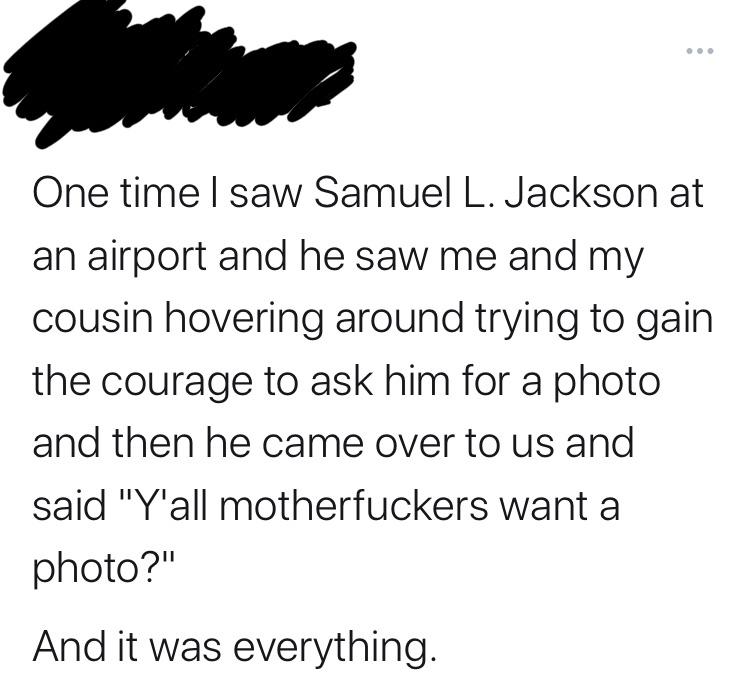 One time I saw Samuel L. Jackson at
an airport and he saw me and my
cousin hovering around trying to gain
the courage to ask him for a photo
and then he came over to us and
said "Y'all motherfuckers want a
photo?"
And it was everything.